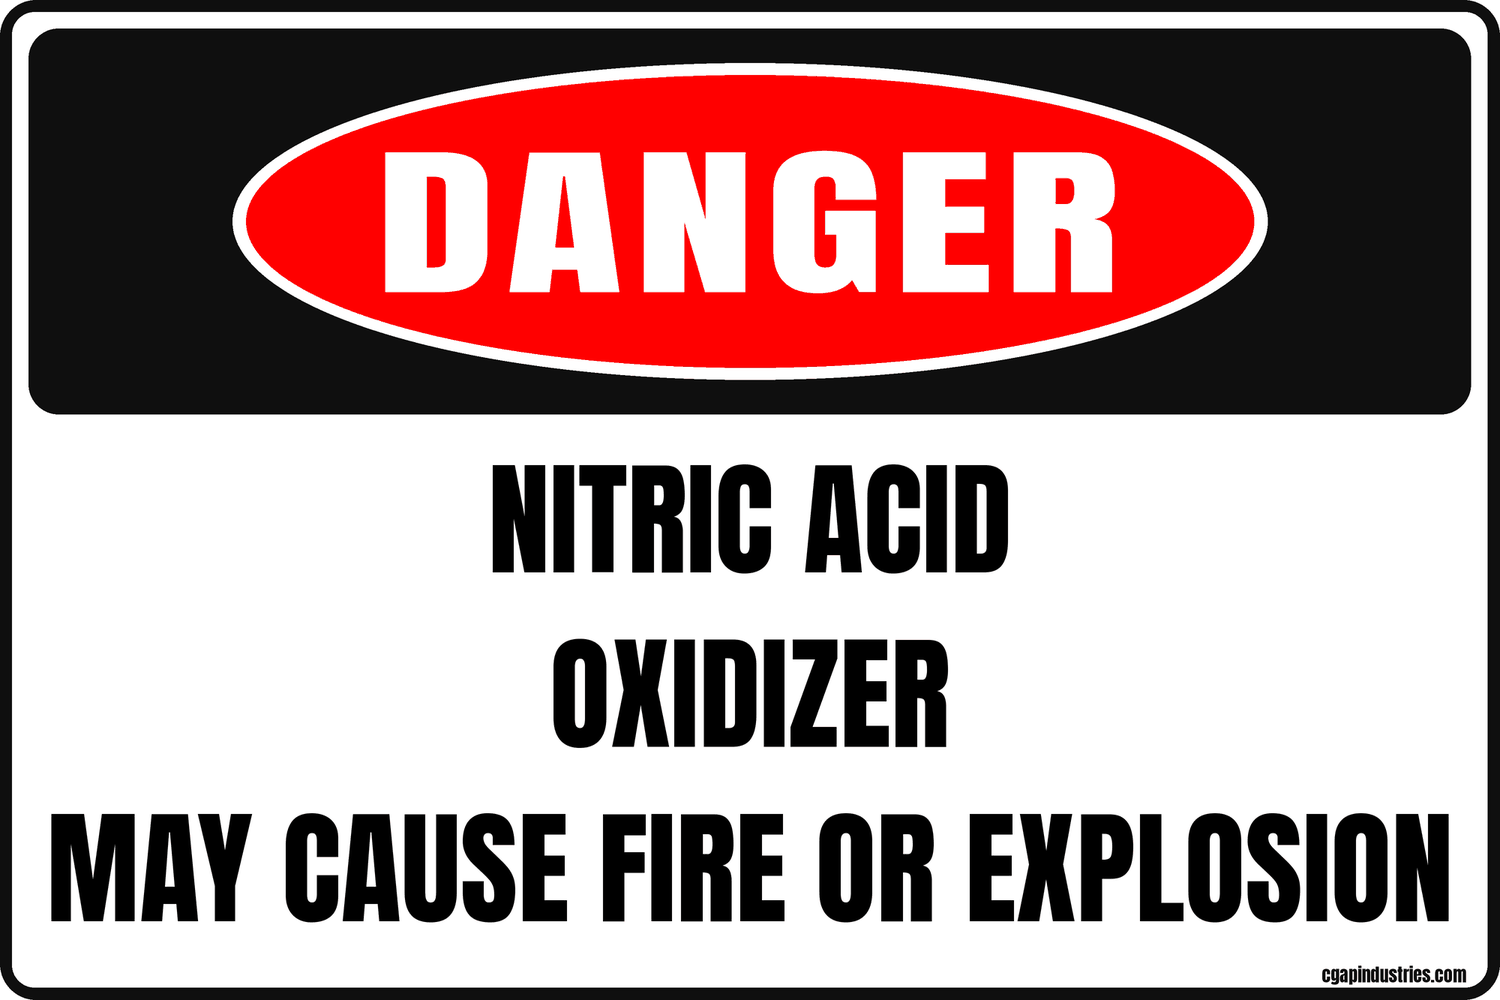 DANGER
NITRIC ACID
OXIDIZER
MAY CAUSE FIRE OR EXPLOSION
cgapindustries.com